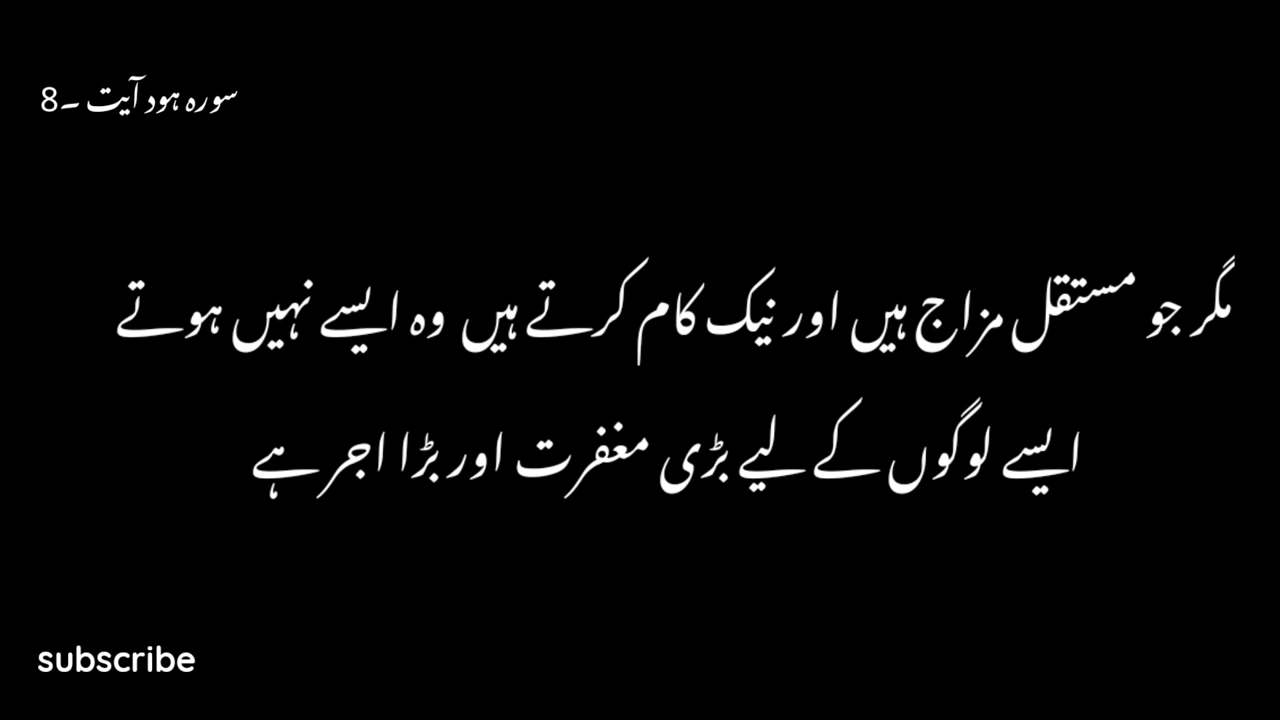 سورہ ہود آیت ۔8
مگر جو مستقل مزاج ہیں اور نیک کام کرتے ہیں وہ ایسے نہیں ہوتے
ایسے لوگوں کے لیے بڑی مغفرت اور بڑا اجر ہے
subscribe